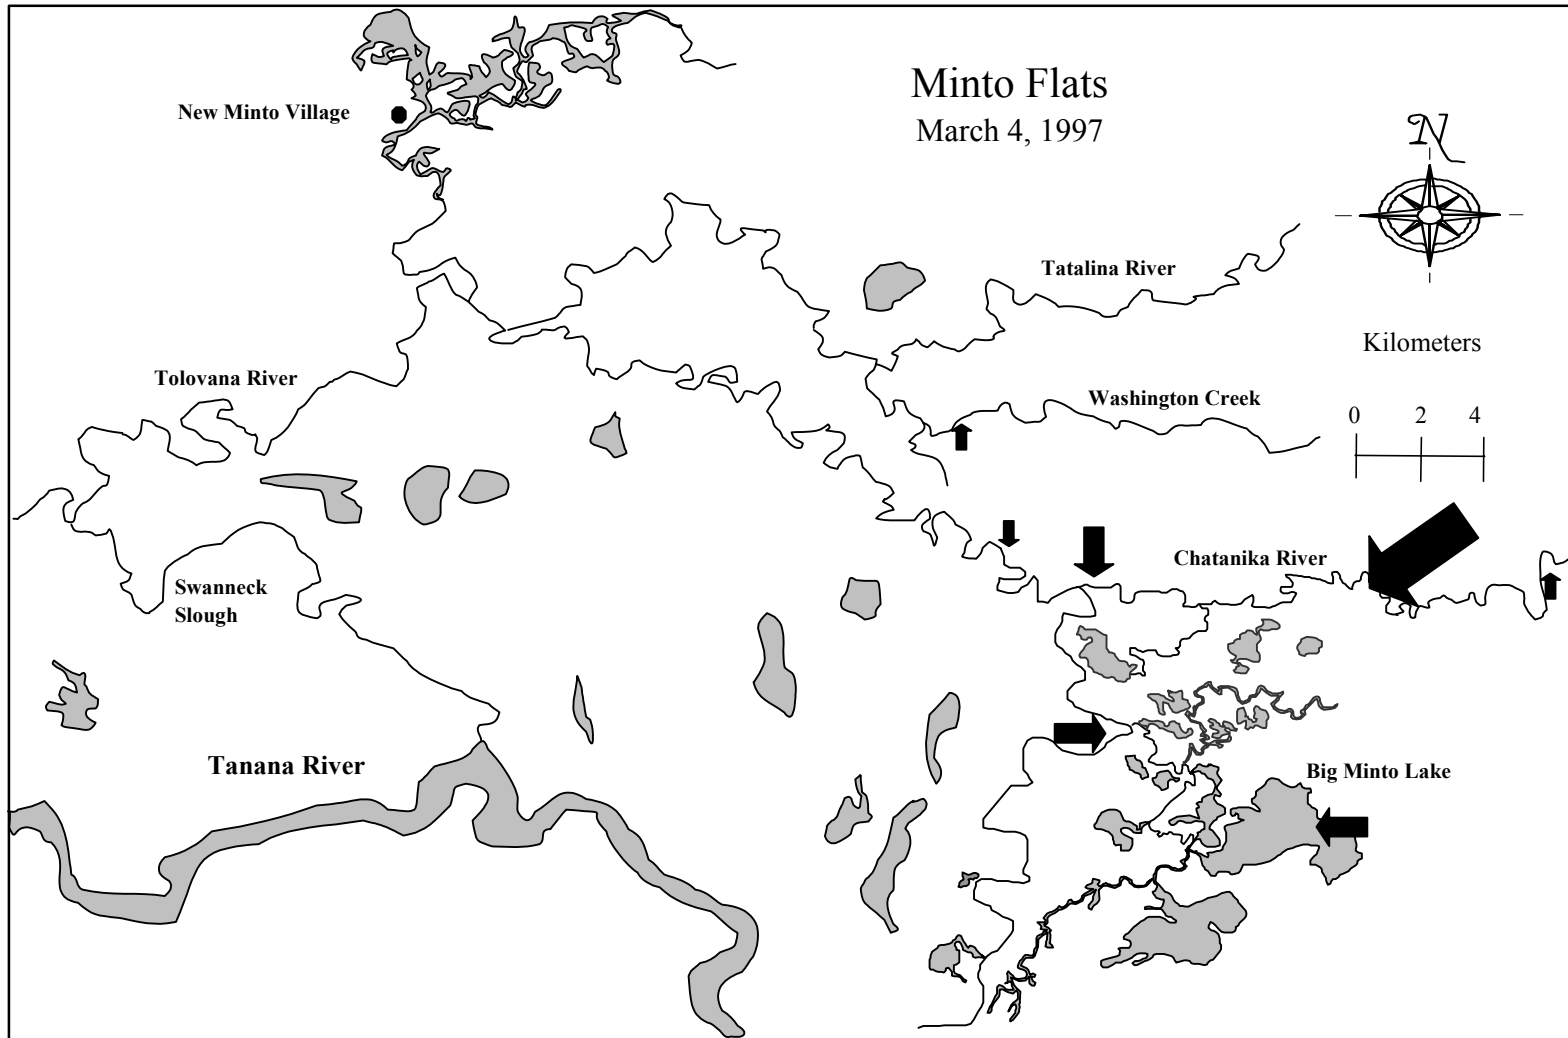 Minto Flats
March 4, 1997
New Minto Village
N
Tatalina River
Kilometers
0 2 4
Tolovana River
Washington Creek
Chatanika River
Swanneck
Slough
Tanana River
Big Minto Lake